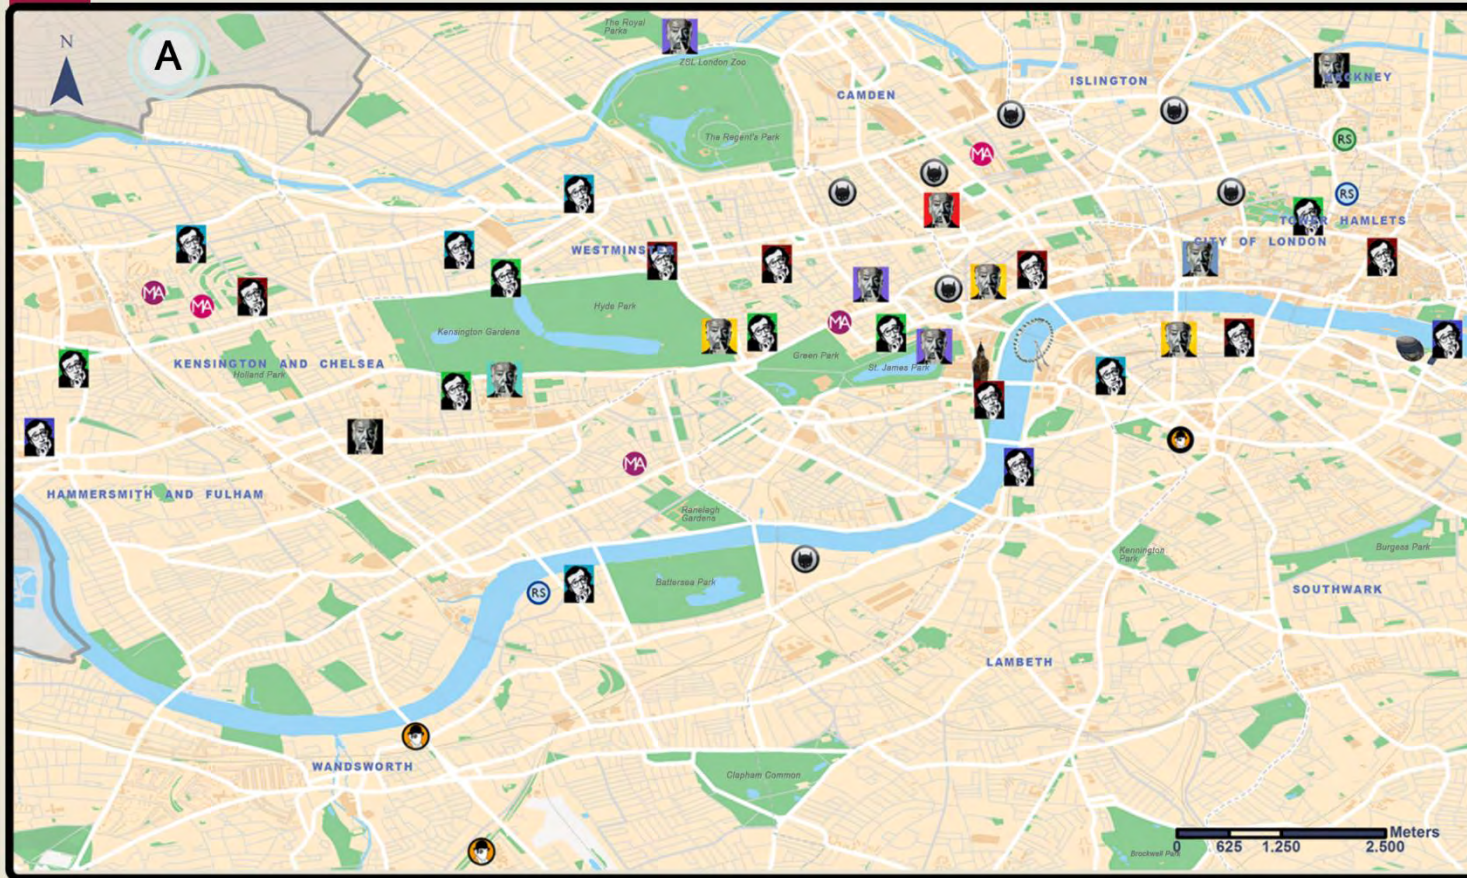 N
A
The Royal
Parks
ZSL London Zoo
CAMDEN
ISLINGTON
HACKNEY
The Regent's Park
MA
RS
RS
TOWER HAMLETS
CITY OF LONDON
WESTMINSTER
MA
MA
Hyde Park
Kensington Gardens
MA
Green Park
St. James Park
KENSINGTON AND CHELSEA
Holland Park
HAMMERSMITH AND FULHAM
MA
Ranelagh
Gardens
Kennington
Park
Burgess Park
Battersea Park
RS
SOUTHWARK
LAMBETH
WANDSWORTH
Clapham Common
Brockwell Park
Meters
0 625 1.250 2.500